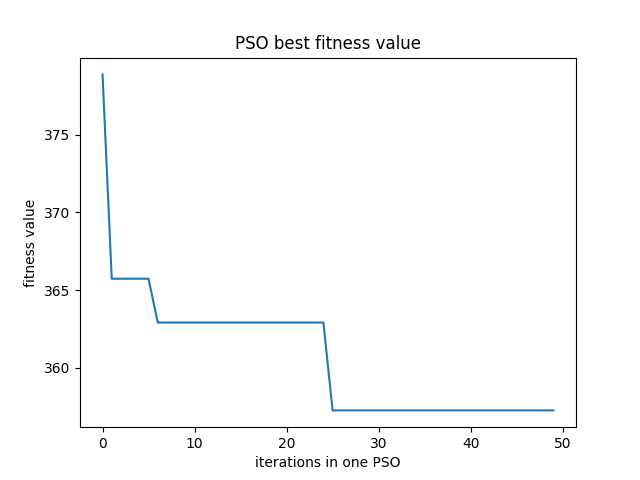 PSO best fitness value
375
370
365
360
fitness value
0 10 20 30 40 50
iterations in one PSO